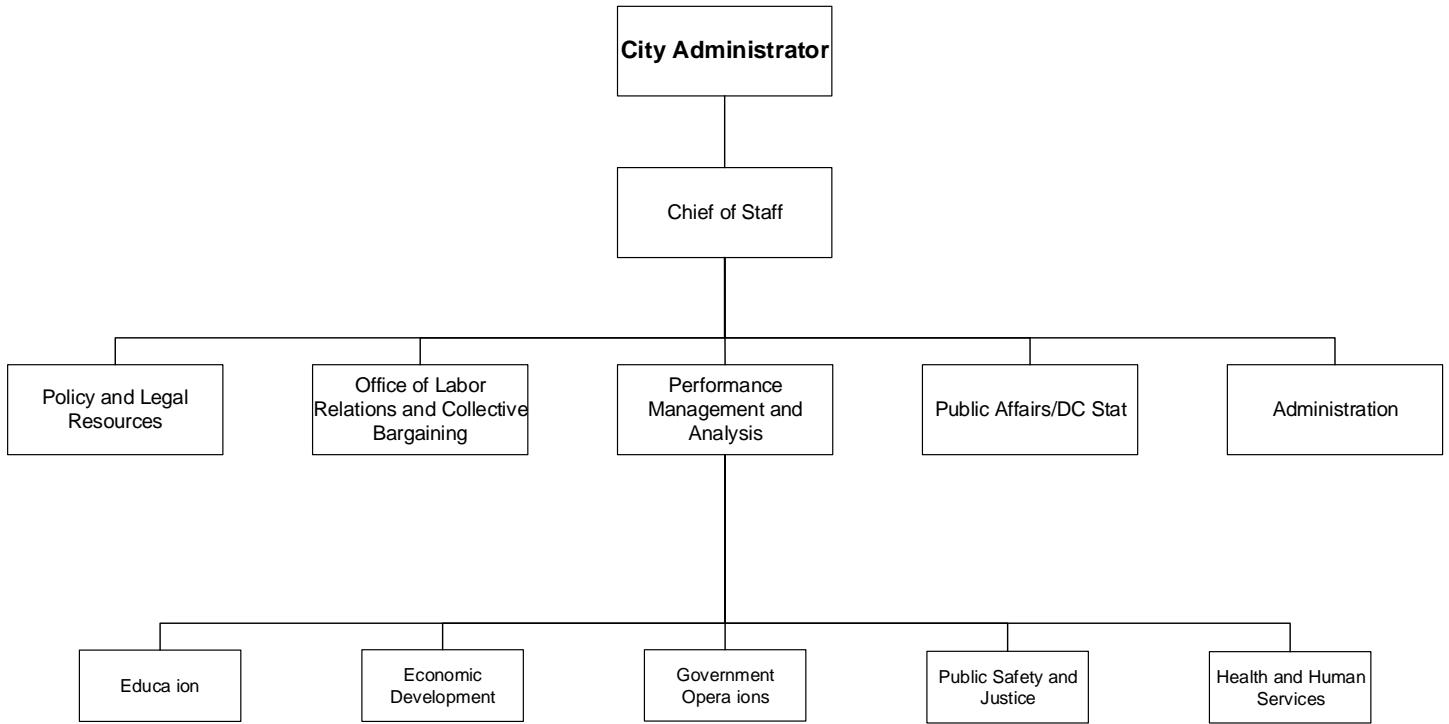 City Administrator
Chief of Staff
Policy and Legal
Resources
Office of Labor
Relations and Collective
Bargaining
Performance
Management and
Analysis
Public Affairs/DC Stat
Administration
Educa ion
Economic
Development
Government
Opera ions
Public Safety and
Justice
Health and Human
Services